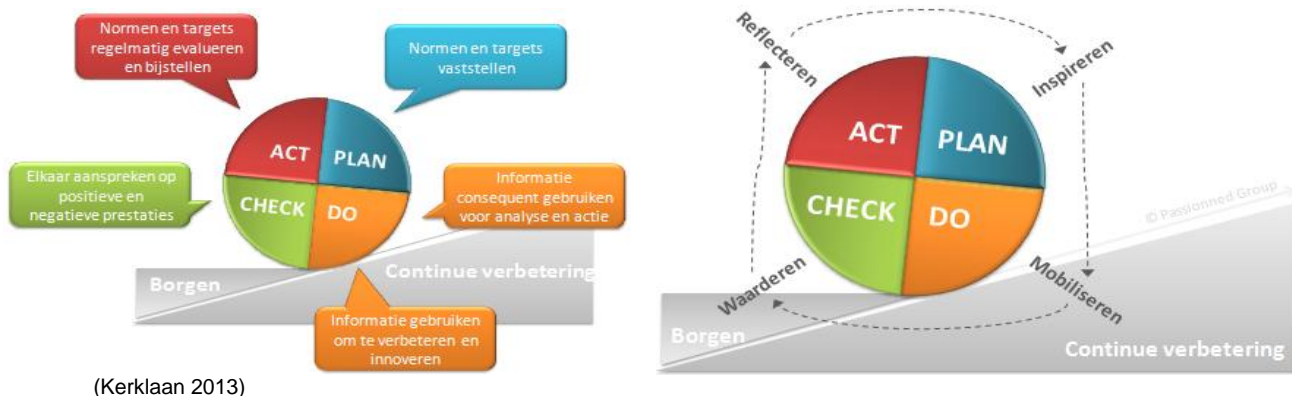 Normen en targets
regelmatig evalueren
en bijstellen
Normen en targets
vaststellen
ACT
PLAN
Elkaar aanspreken op
positieve en
negatieve prestaties
CHECK
DO
Informatie
consequent gebruiken
voor analyse en actie
Borgen
Continue verbetering
Informatie gebruiken
om te verbeteren en
innoveren
(Kerklaan 2013)
Reflecteren
Inspireren
ACT
PLAN
CHECK
DO
© Passionned Group
Waarderen
Mobiliseren
Borgen
Continue verbetering